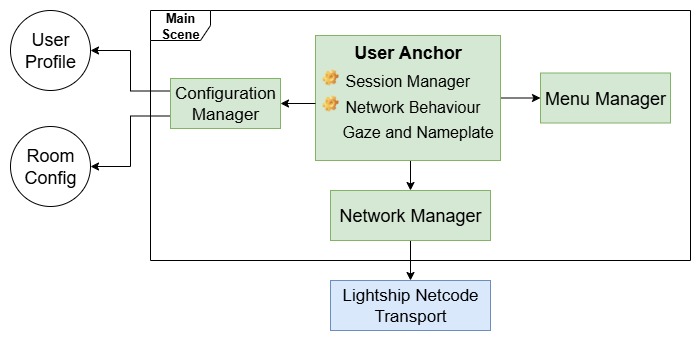 User
Profile
Main
Scene
User Anchor
Session Manager
Network Behaviour
Gaze and Nameplate
Configuration
Manager
Menu Manager
Room
Config
Network Manager
Lightship Netcode
Transport